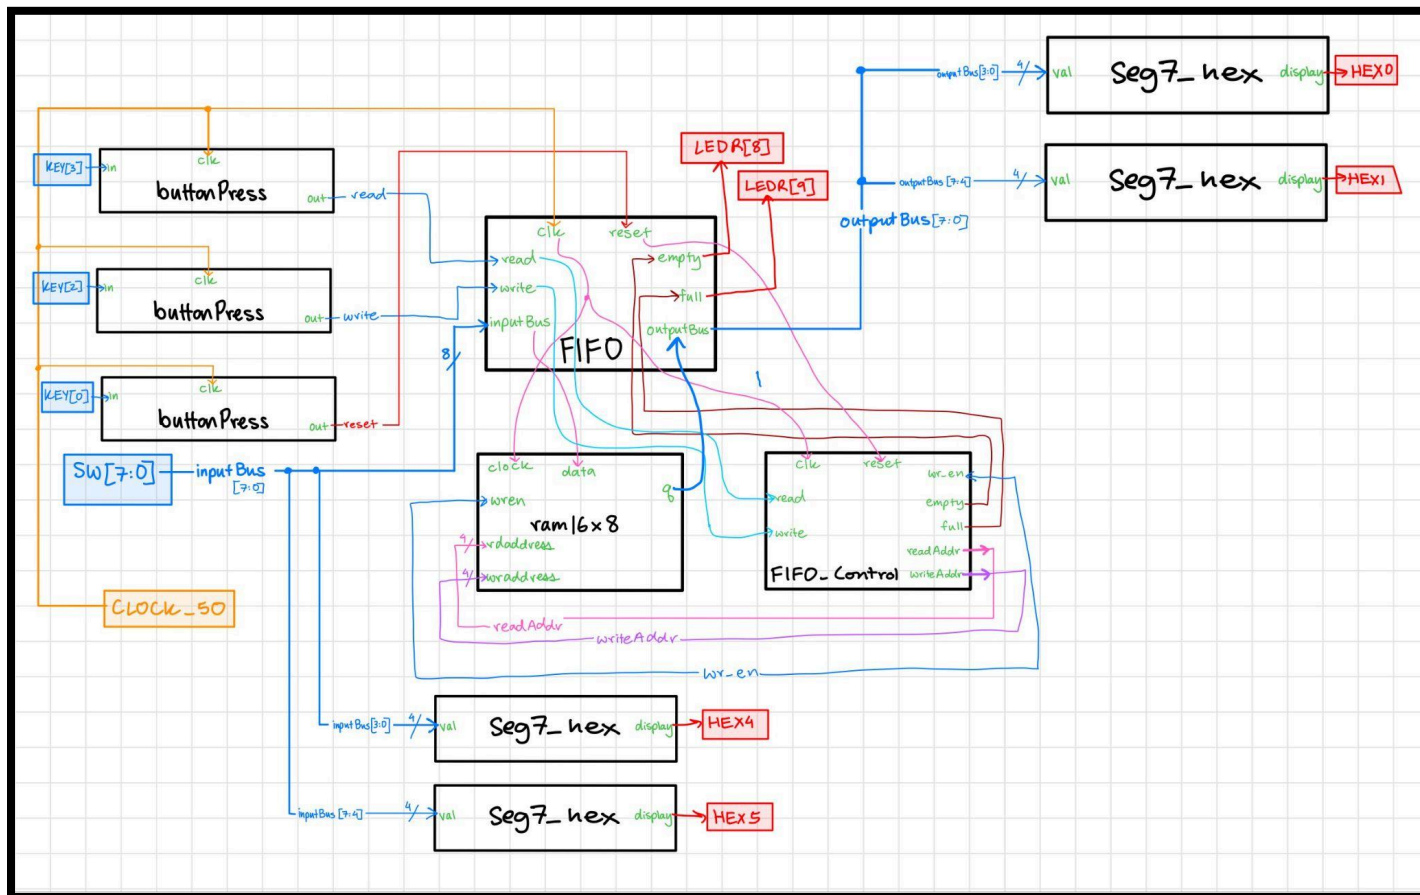 outputBus[3:0]
4/
val
Seg7_hex
display
HEX0
outputBus[7:4]
4/
val
Seg7_hex
display
HEX1
outputBus[7:0]
KEY[3]
in
clk
buttonPress
out
read
KEY[2]
in
clk
buttonPress
out
write
KEY[0]
in
clk
buttonPress
out
reset
SW[7:0]
inputBus
[7:0]
8/
CLOCK_50
LEDR[8]
LEDR[9]
clk
reset
read
write
inputBus
empty
full
outputBus
FIFO
clock
data
q
wren
ram16x8
4/
rdaddress
4/
wraddress
clk
reset
wr_en
read
empty
write
full
readAddr
FIFO_Control
writeAddr
readAddr
writeAddr
wr_en
inputBus[3:0]
4/
val
Seg7_hex
display
HEX4
inputBus[7:4]
4/
val
Seg7_hex
display
HEX5